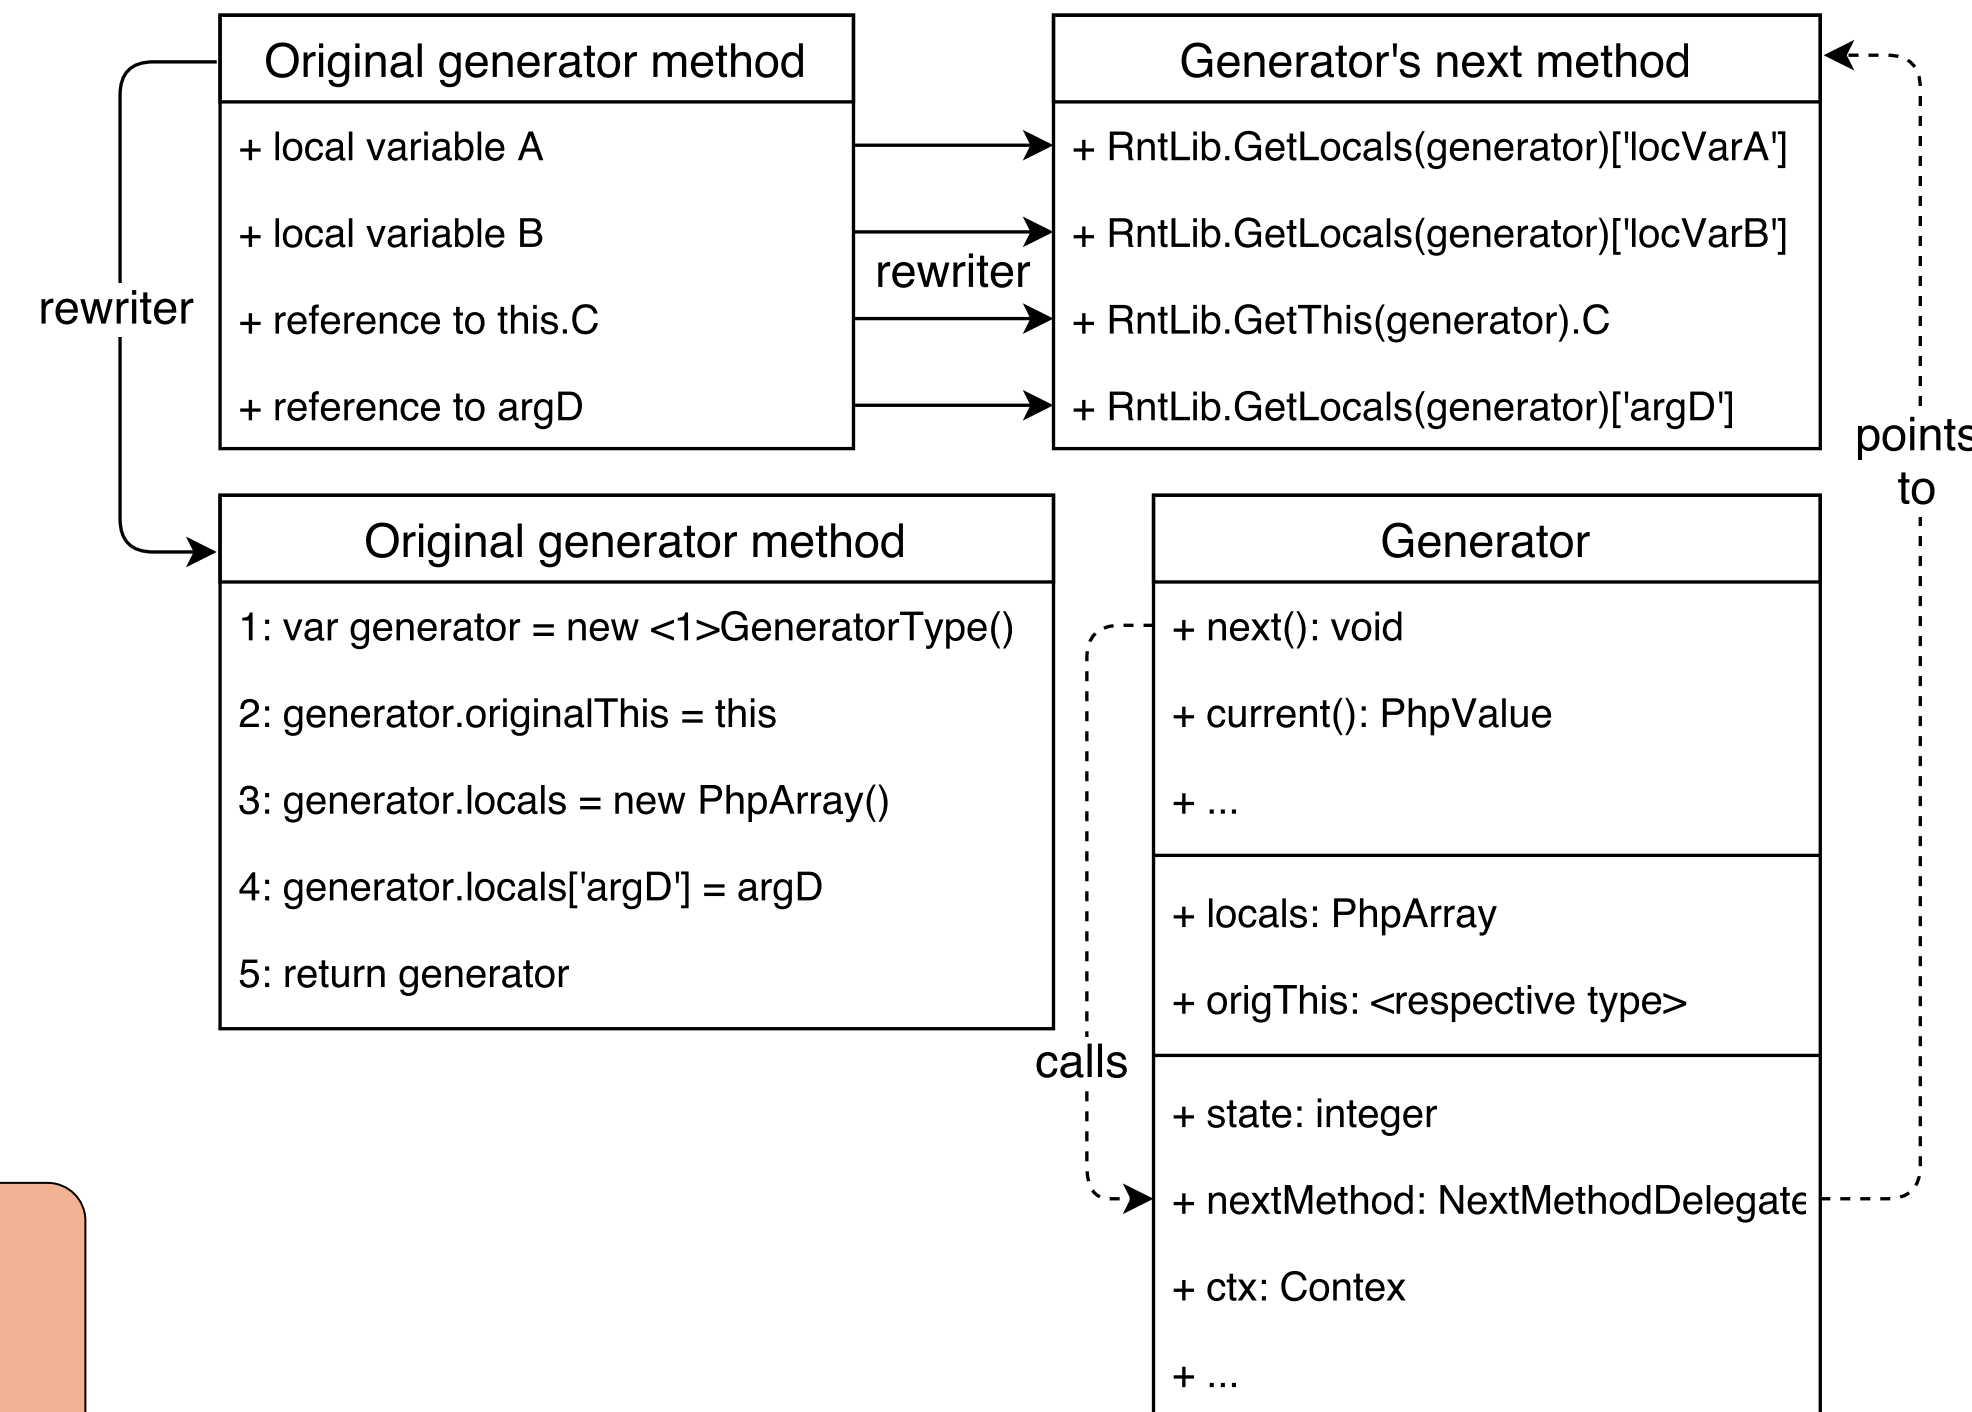 Original generator method
+ local variable A
+ local variable B
+ reference to this.C
+ reference to argD
rewriter
rewriter
Generator's next method
+ RntLib.GetLocals(generator)['locVarA']
+ RntLib.GetLocals(generator)['locVarB']
+ RntLib.GetThis(generator).C
+ RntLib.GetLocals(generator)['argD']
points
to
Original generator method
1: var generator = new <1>GeneratorType()
2: generator.originalThis = this
3: generator.locals = new PhpArray()
4: generator.locals['argD'] = argD
5: return generator
calls
Generator
+ next(): void
+ current(): PhpValue
+ ...
+ locals: PhpArray
+ origThis: <respective type>
+ state: integer
+ nextMethod: NextMethodDelegate
+ ctx: Contex
+ ...